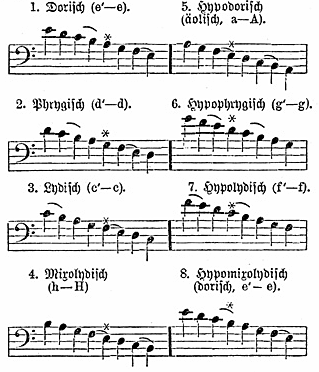 1. Dorisch (e'—e).
5. Hypodorisch
(äolisch, a—A).
2. Phrygisch (d'—d).
6. Hypophrygisch (g'—g).
3. Lydisch (c'—c).
7. Hypolydisch (f'—f).
4. Mixolydisch
(h—H)
8. Hypomixolydisch
(dorisch, e'— e).